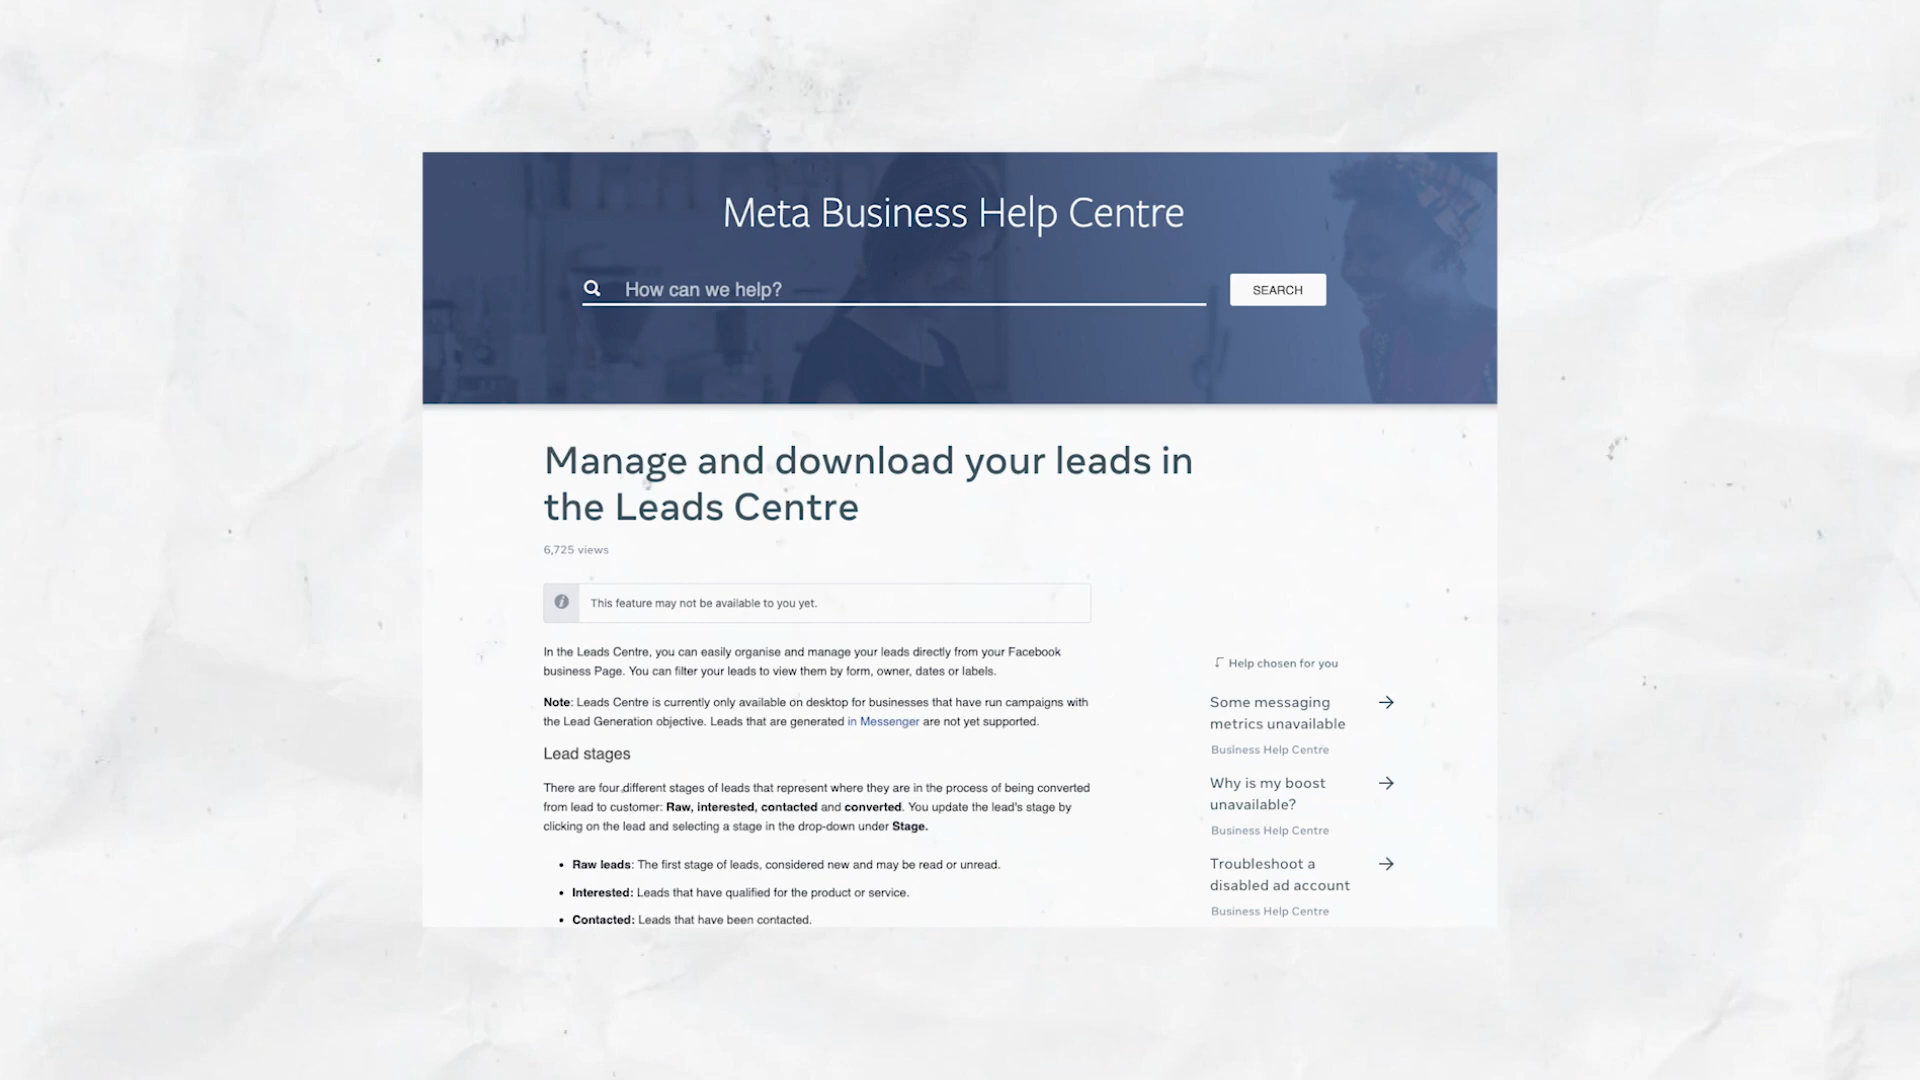 Meta Business Help Centre
How can we help?
SEARCH
Manage and download your leads in
the Leads Centre
6,725 views
This feature may not be available to you yet.
In the Leads Centre, you can easily organise and manage your leads directly from your Facebook
business Page. You can filter your leads to view them by form, owner, dates or labels.
Note: Leads Centre is currently only available on desktop for businesses that have run campaigns with
the Lead Generation objective. Leads that are generated in Messenger are not yet supported.
Lead stages
There are four different stages of leads that represent where they are in the process of being converted
from lead to customer: Raw, interested, contacted and converted. You update the lead's stage by
clicking on the lead and selecting a stage in the drop-down under Stage.
• Raw leads: The first stage of leads, considered new and may be read or unread.
• Interested: Leads that have qualified for the product or service.
• Contacted: Leads that have been contacted.
Help chosen for you
Some messaging
metrics unavailable
Business Help Centre
Why is my boost
unavailable?
Business Help Centre
Troubleshoot a
disabled ad account
Business Help Centre